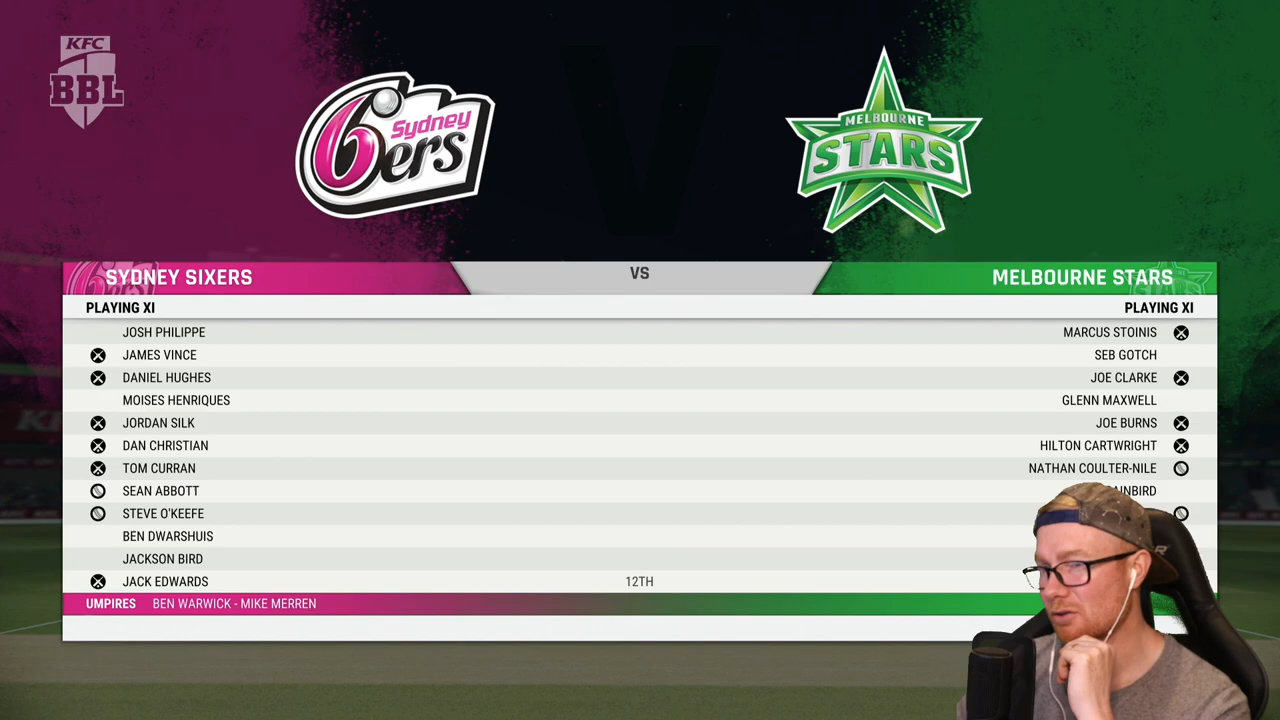 KFC
BBL
Sydney
6ers
MELBOURNE
STARS
V
SYDNEY SIXERS VS MELBOURNE STARS
PLAYING XI PLAYING XI
JOSH PHILIPPE MARCUS STOINIS
JAMES VINCE SEB GOTCH
DANIEL HUGHES JOE CLARKE
MOISES HENRIQUES GLENN MAXWELL
JORDAN SILK JOE BURNS
DAN CHRISTIAN HILTON CARTWRIGHT
TOM CURRAN NATHAN COULTER-NILE
SEAN ABBOTT
STEVE O'KEEFE
BEN DWARSHUIS
JACKSON BIRD
JACK EDWARDS 12TH
UMPIRES BEN WARWICK - MIKE MERREN